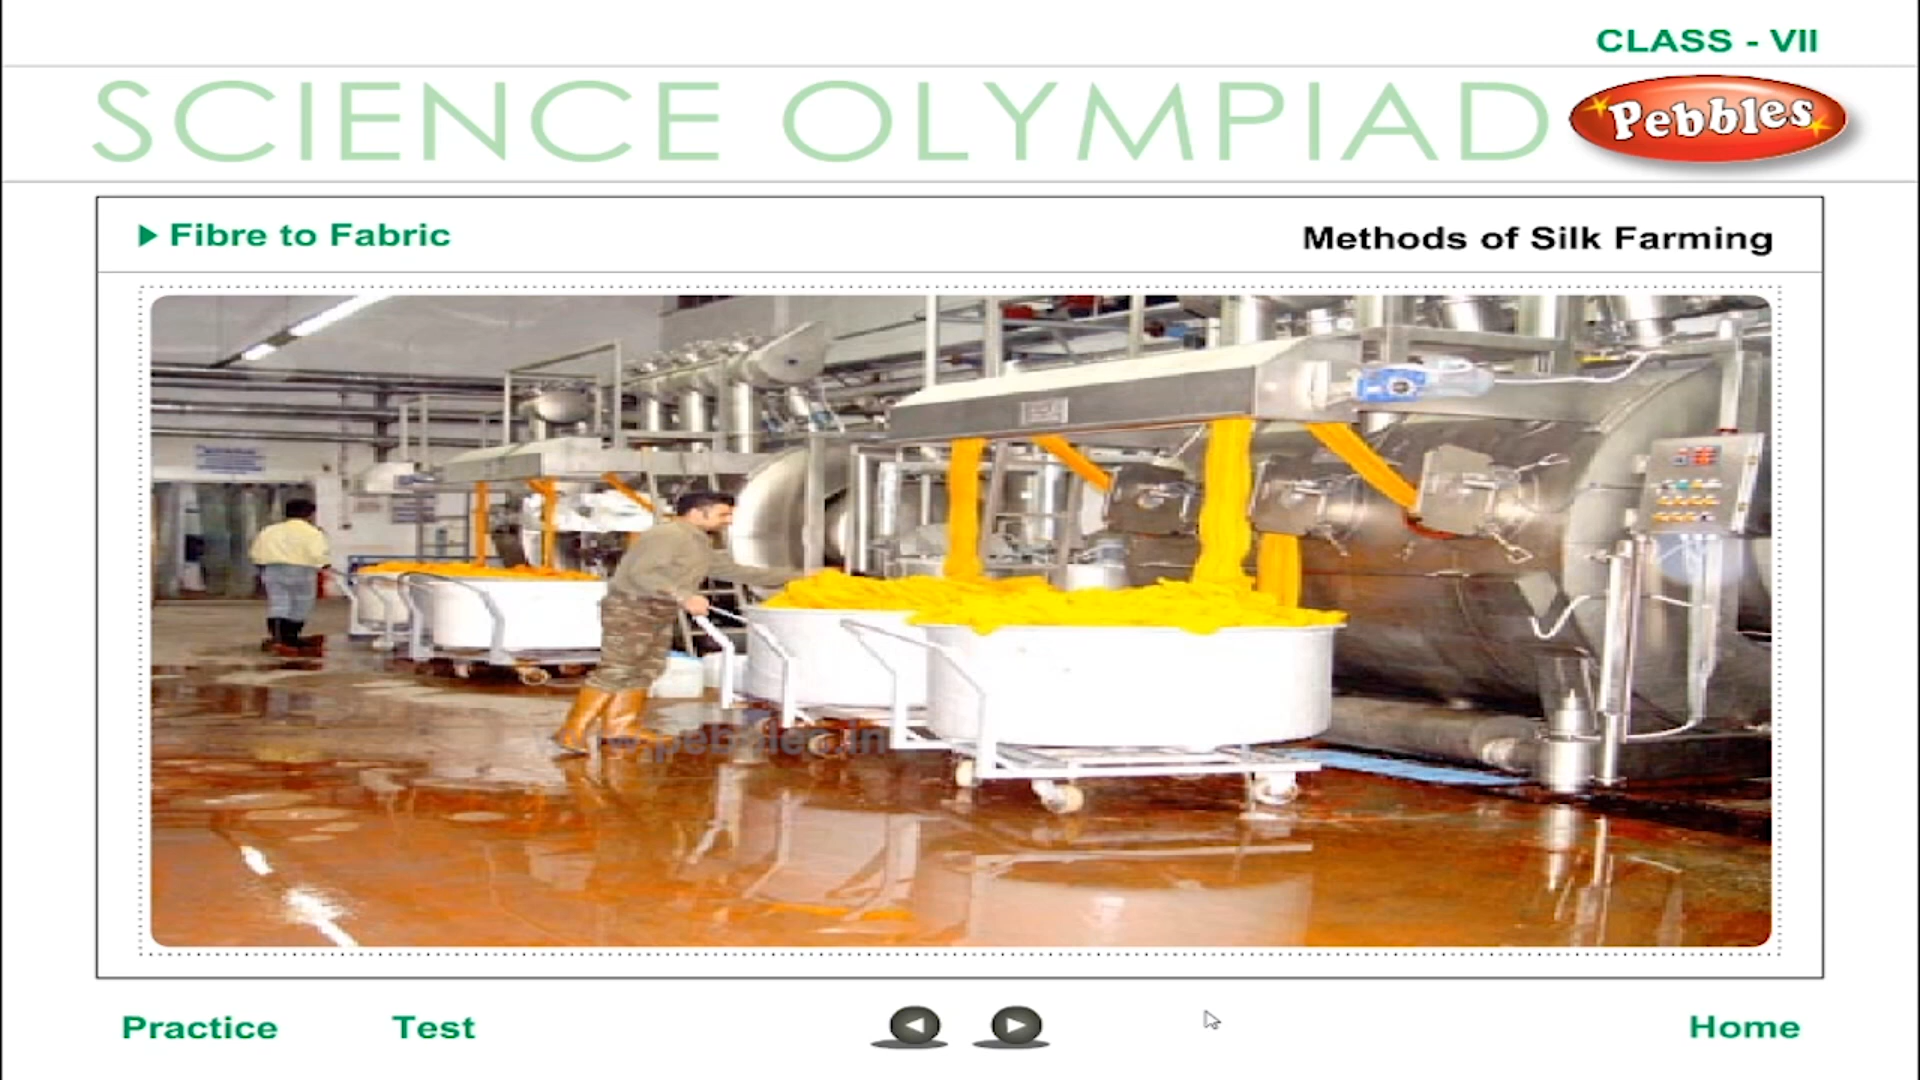 CLASS - VII
SCIENCE OLYMPIAD
Pebbles
Fibre to Fabric
Methods of Silk Farming
Practice
Test
Home